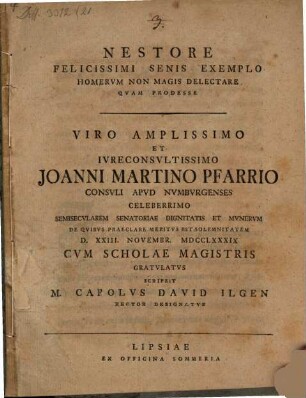 3.
NESTORE
FELICISSIMI SENIS EXEMPLO
HOMERVM NON MAGIS DELECTARE
QVAM PRODESSE
VIRO AMPLISSIMO
ET
IVRECONSVLTISSIMO
JOANNI MARTINO PFARRIO
CONSVLI APVD NVMBVRGENSES
CELEBERRIMO
SEMISECVLAREM SENATORIAE DIGNITATIS ET MVNERVM
DE QVIBVS PRAECLARE MERITVS EST SOLEMNITATEM
D. XXIII. NOVEMBR. MDCCLXXXIX
CVM SCHOLAE MAGISTRIS
GRATVLATVS
SCRIPSIT
M. CAROLVS DAVID ILGEN
RECTOR DESIGNATVS
LIPSIAE
EX OFFICINA SOMMERIA